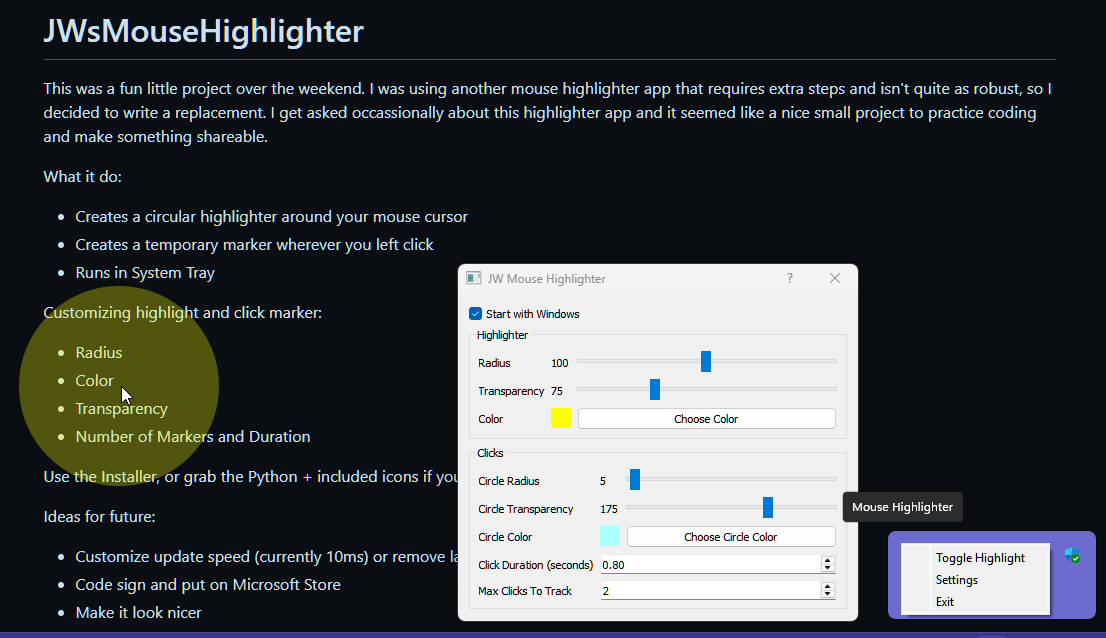 JWsMouseHighlighter
This was a fun little project over the weekend. I was using another mouse highlighter app that requires extra steps and isn't quite as robust, so I
decided to write a replacement. I get asked occassionally about this highlighter app and it seemed like a nice small project to practice coding
and make something shareable.
What it do:
Creates a circular highlighter around your mouse cursor
Creates a temporary marker wherever you left click
Runs in System Tray
Customizing highlight and click marker:
Radius
Color
Transparency
Number of Markers and Duration
Use the Installer, or grab the Python + included icons if you
Ideas for future:
Customize update speed (currently 10ms) or remove
Code sign and put on Microsoft Store
Make it look nicer
JW Mouse Highlighter
?
Start with Windows
Highlighter
Radius 100
Transparency 75
Color Choose Color
Clicks
Circle Radius 5
Circle Transparency 175
Circle Color Choose Circle Color
Click Duration (seconds) 0.80
Max Clicks To Track 2
Mouse Highlighter
Toggle Highlight
Settings
Exit